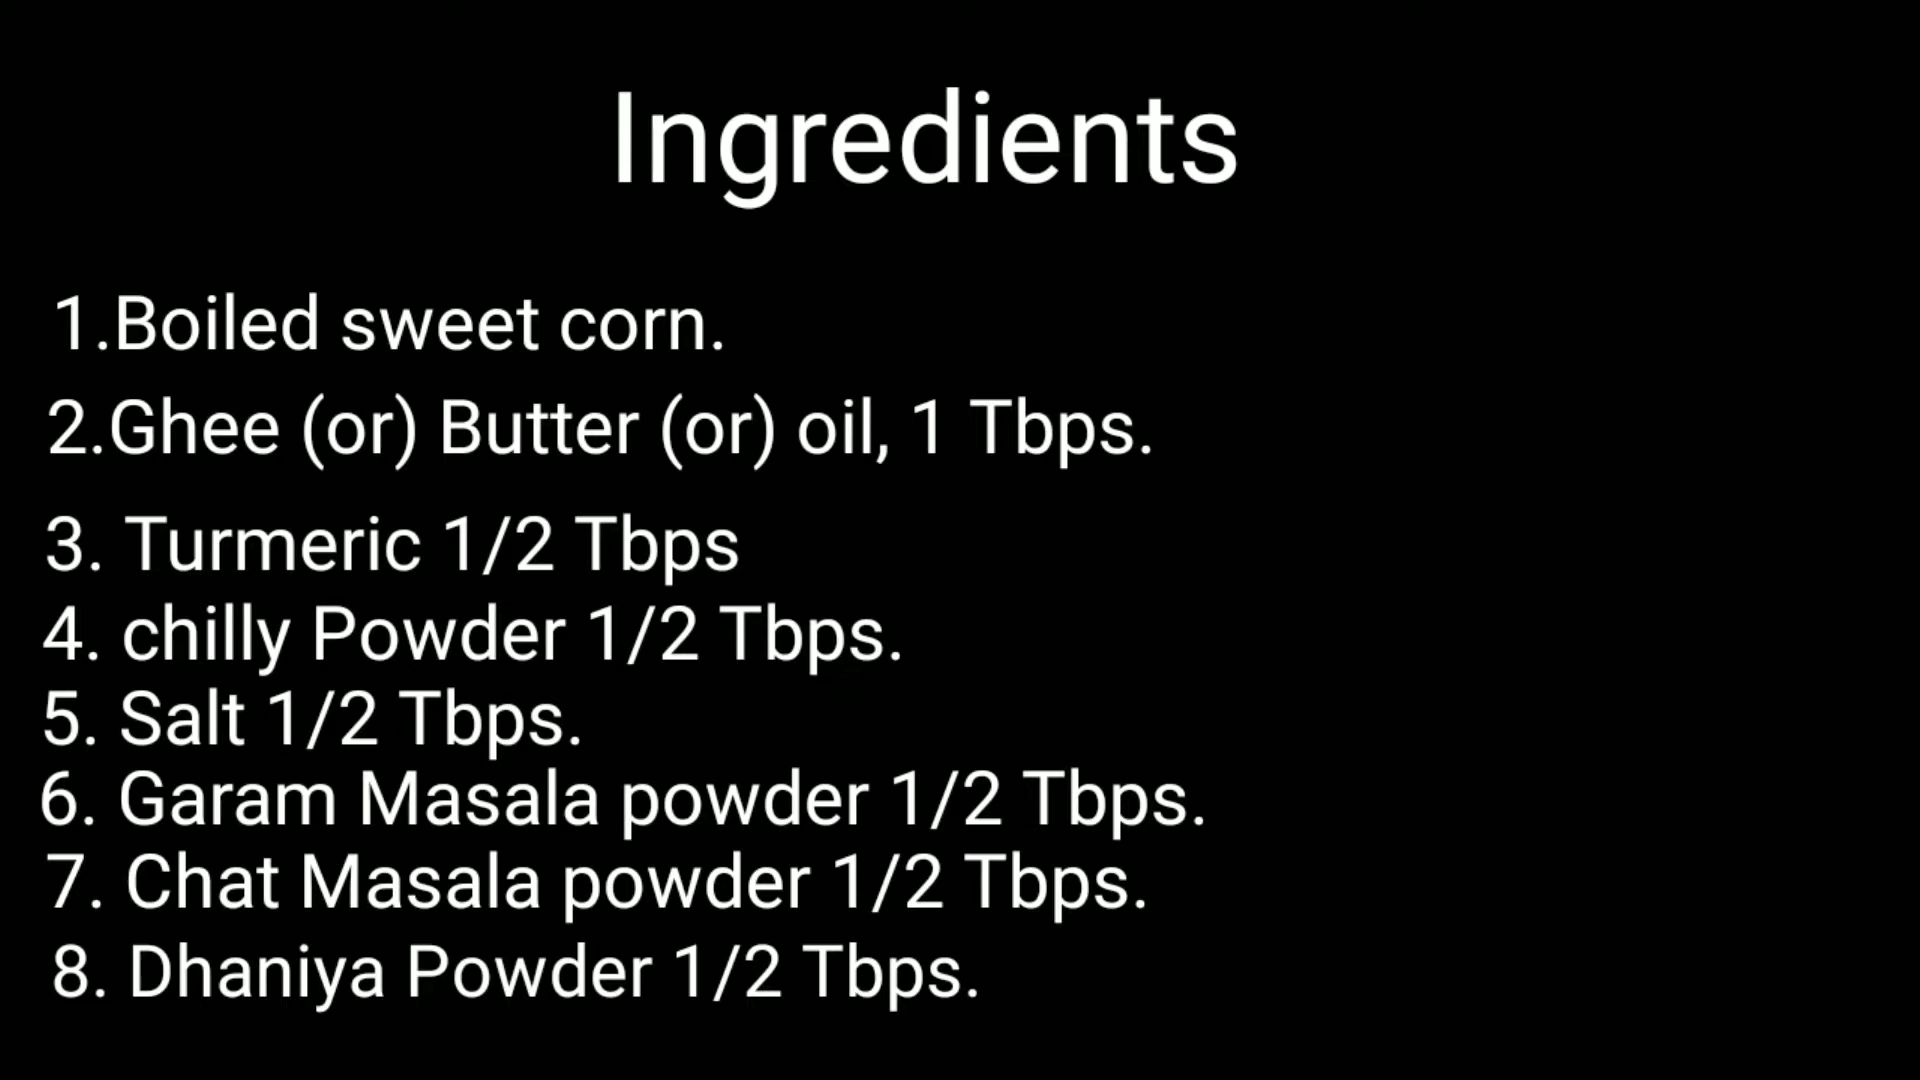 Ingredients
1.Boiled sweet corn.
2.Ghee (or) Butter (or) oil, 1 Tbps.
3. Turmeric 1/2 Tbps
4. chilly Powder 1/2 Tbps.
5. Salt 1/2 Tbps.
6. Garam Masala powder 1/2 Tbps.
7. Chat Masala powder 1/2 Tbps.
8. Dhaniya Powder 1/2 Tbps.